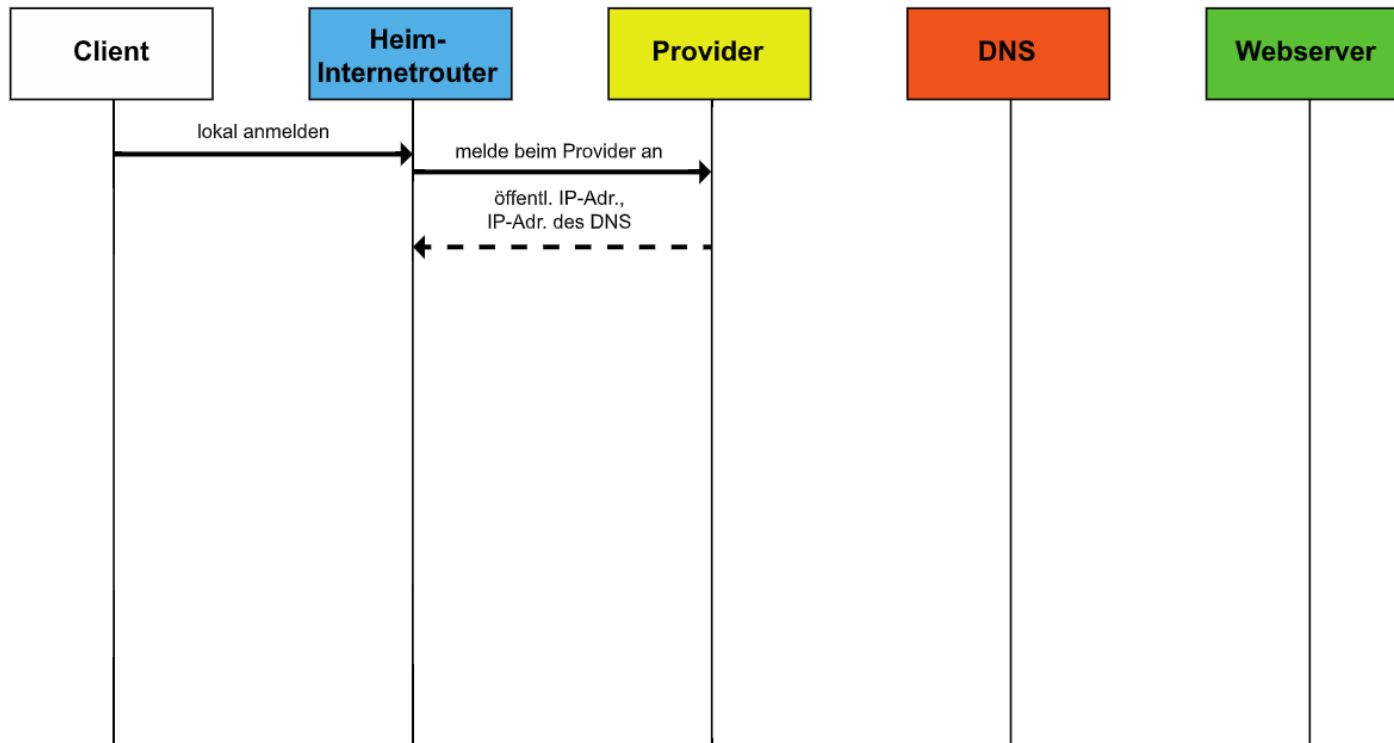 Client
Heim-
Internetrouter
Provider
DNS
Webserver
lokal anmelden
melde beim Provider an
öffentl. IP-Adr.,
IP-Adr. des DNS